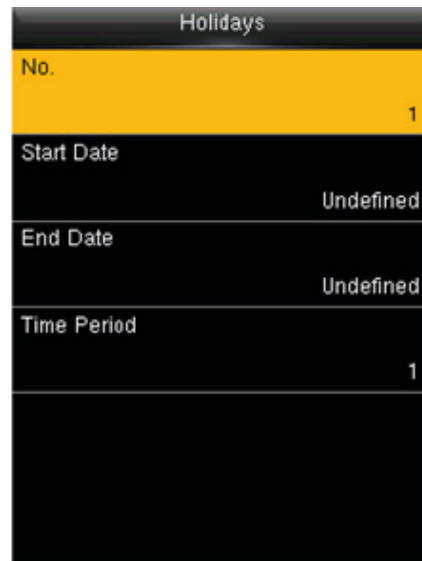 Holidays
No.
1
Start Date
Undefined
End Date
Undefined
Time Period
1